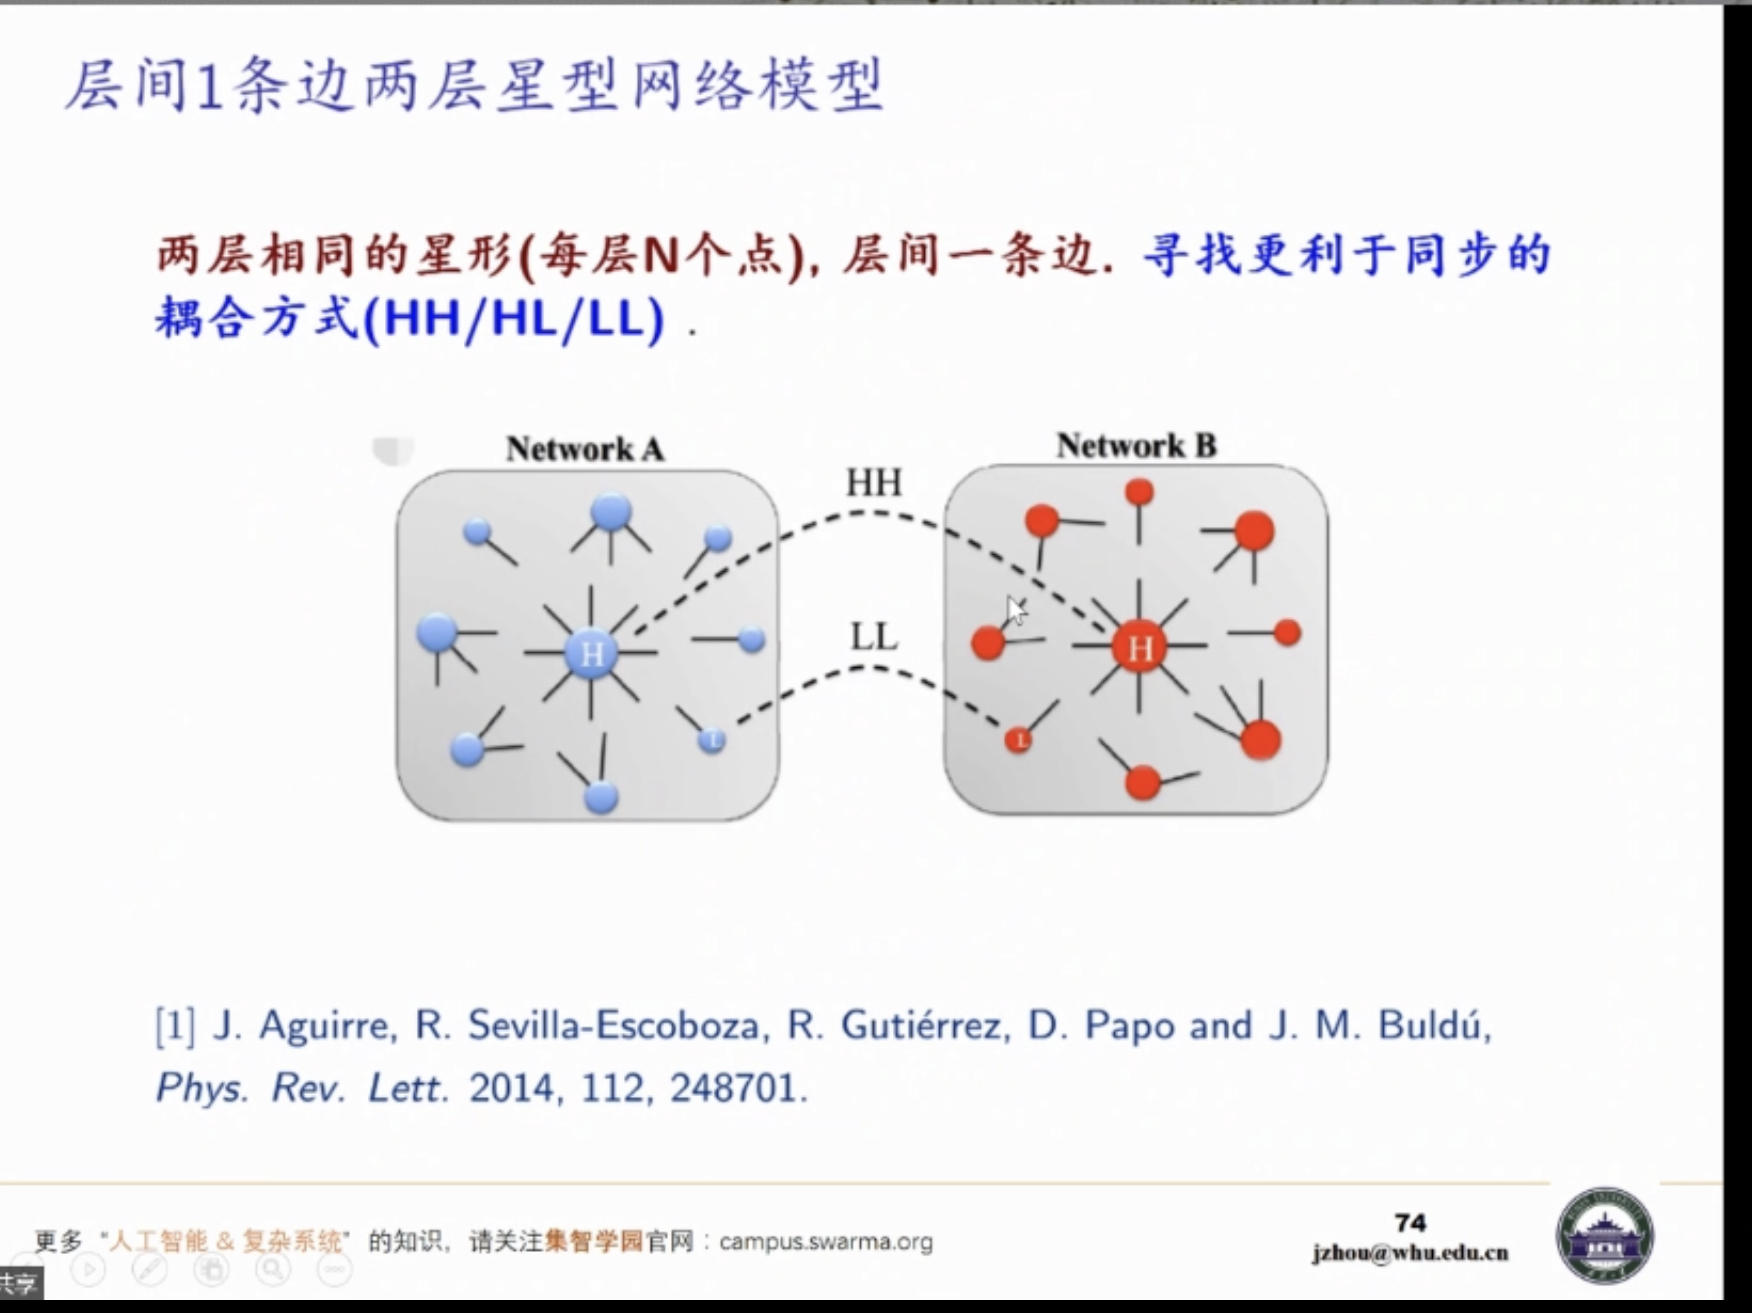 层间1条边两层星型网络模型
两层相同的星形(每层N个点), 层间一条边. 寻找更利于同步的
耦合方式(HH/HL/LL) .
Network A
Network B
HH
LL
H
H
L
L
[1] J. Aguirre, R. Sevilla-Escoboza, R. Gutiérrez, D. Papo and J. M. Buldú,
Phys. Rev. Lett. 2014, 112, 248701.
更多 “人工智能 & 复杂系统” 的知识, 请关注集智学园官网：campus.swarma.org
74
jzhou@whu.edu.cn
共享